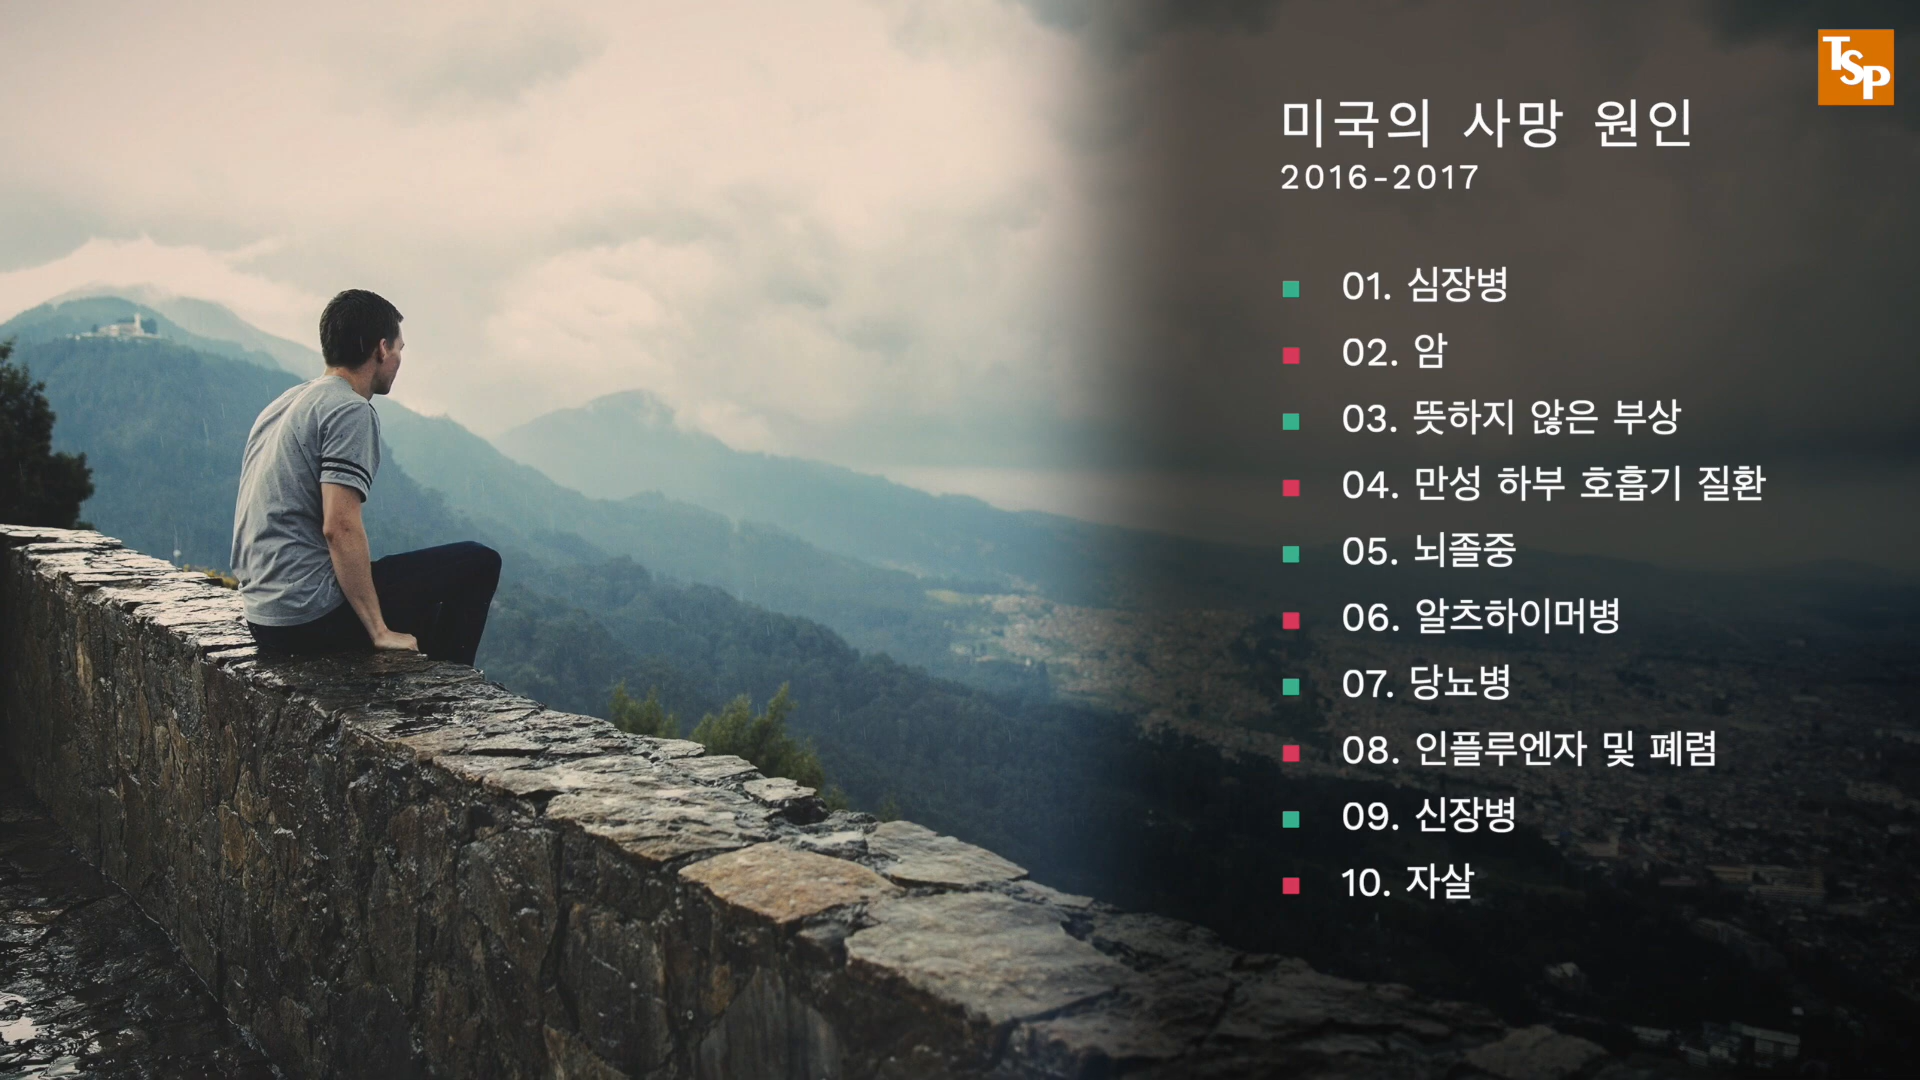 TSP
미국의 사망 원인
2016-2017
01. 심장병
02. 암
03. 뜻하지 않은 부상
04. 만성 하부 호흡기 질환
05. 뇌졸중
06. 알츠하이머병
07. 당뇨병
08. 인플루엔자 및 폐렴
09. 신장병
10. 자살